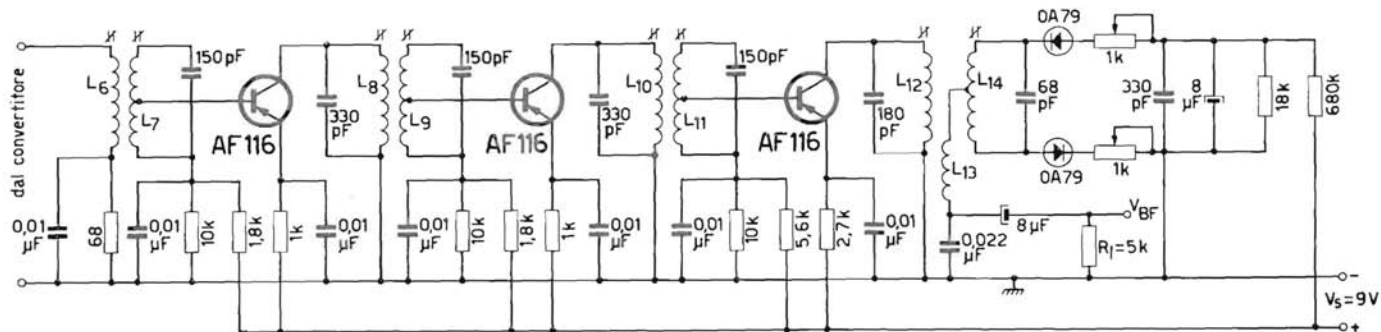 dal convertitore
L6
L7
150pF
AF116
0,01 µF
68
0,01 µF
10k
1,8k
1k
0,01 µF
330 pF
L8
L9
150pF
AF116
0,01 µF
10k
1,8k
1k
0,01 µF
330 pF
L10
L11
150pF
AF116
0,01 µF
10k
5,6k
2,7k
0,01 µF
180 pF
L12
L13
L14
68 pF
OA79
1k
OA79
1k
330 pF
8 µF
18k
680k
0,022 µF
8µF
VBF
Rl=5k
-
VS=9V
+